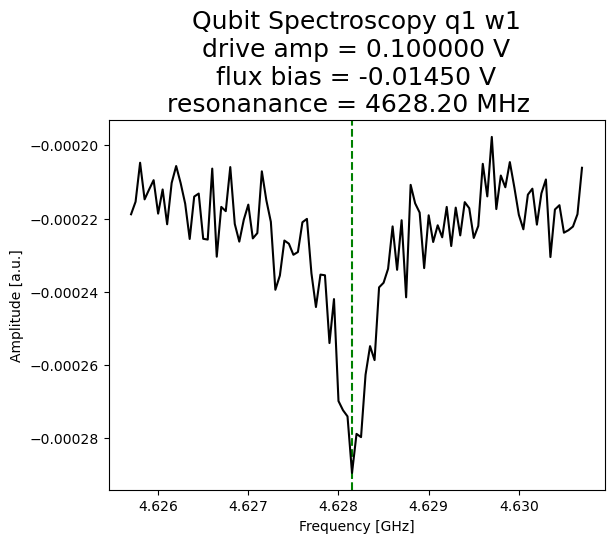 Qubit Spectroscopy q1 w1
drive amp = 0.100000 V
flux bias = -0.01450 V
resonanance = 4628.20 MHz
−0.00020
−0.00022
−0.00024
−0.00026
−0.00028
Amplitude [a.u.]
4.626 4.627 4.628 4.629 4.630
Frequency [GHz]